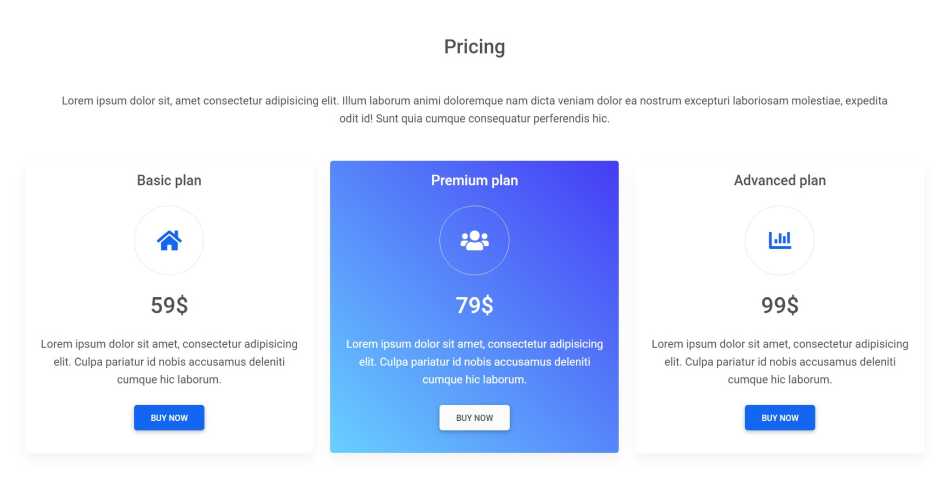 Pricing
Lorem ipsum dolor sit, amet consectetur adipisicing elit. Illum laborum animi doloremque nam dicta veniam dolor ea nostrum excepturi laboriosam molestiae, expedita
odit id! Sunt quia cumque consequatur perferendis hic.
Basic plan
59$
Lorem ipsum dolor sit amet, consectetur adipisicing
elit. Culpa pariatur id nobis accusamus deleniti
cumque hic laborum.
BUY NOW
Premium plan
79$
Lorem ipsum dolor sit amet, consectetur adipisicing
elit. Culpa pariatur id nobis accusamus deleniti
cumque hic laborum.
BUY NOW
Advanced plan
99$
Lorem ipsum dolor sit amet, consectetur adipisicing
elit. Culpa pariatur id nobis accusamus deleniti
cumque hic laborum.
BUY NOW